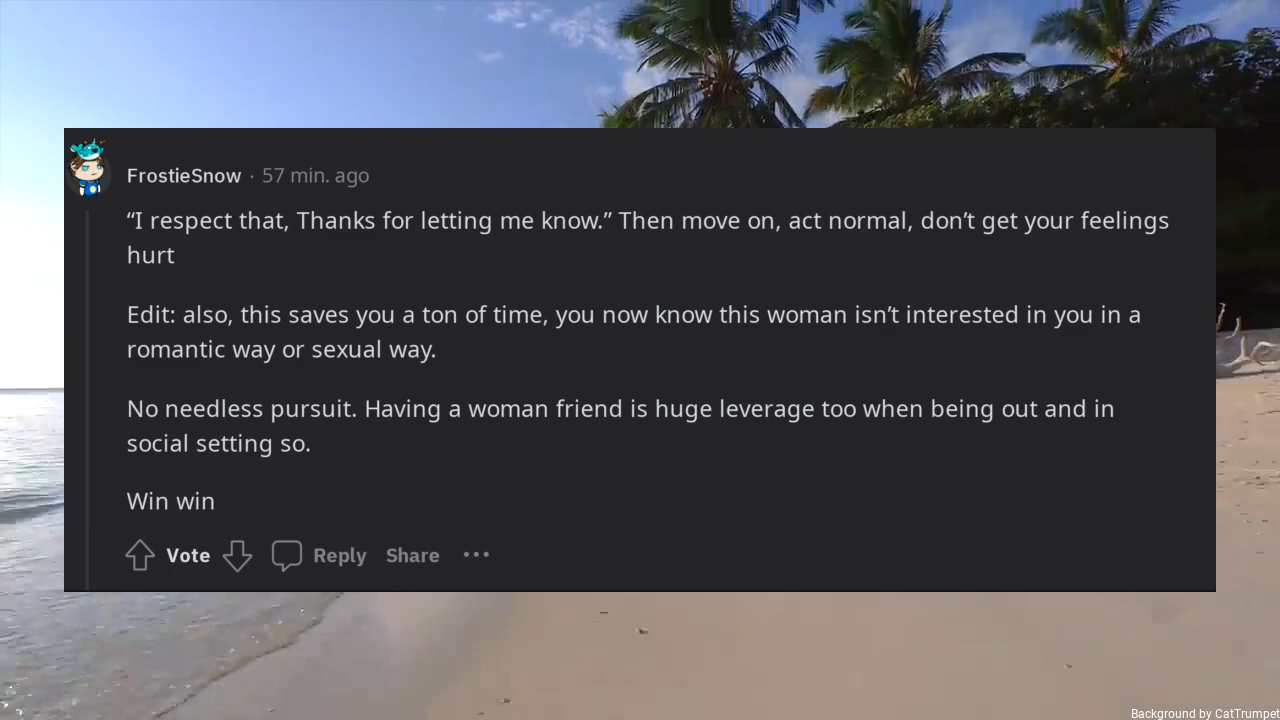 FrostieSnow · 57 min. ago
“I respect that, Thanks for letting me know.” Then move on, act normal, don’t get your feelings
hurt
Edit: also, this saves you a ton of time, you now know this woman isn’t interested in you in a
romantic way or sexual way.
No needless pursuit. Having a woman friend is huge leverage too when being out and in
social setting so.
Win win
Vote Reply Share •••
Background by CatTrumpet